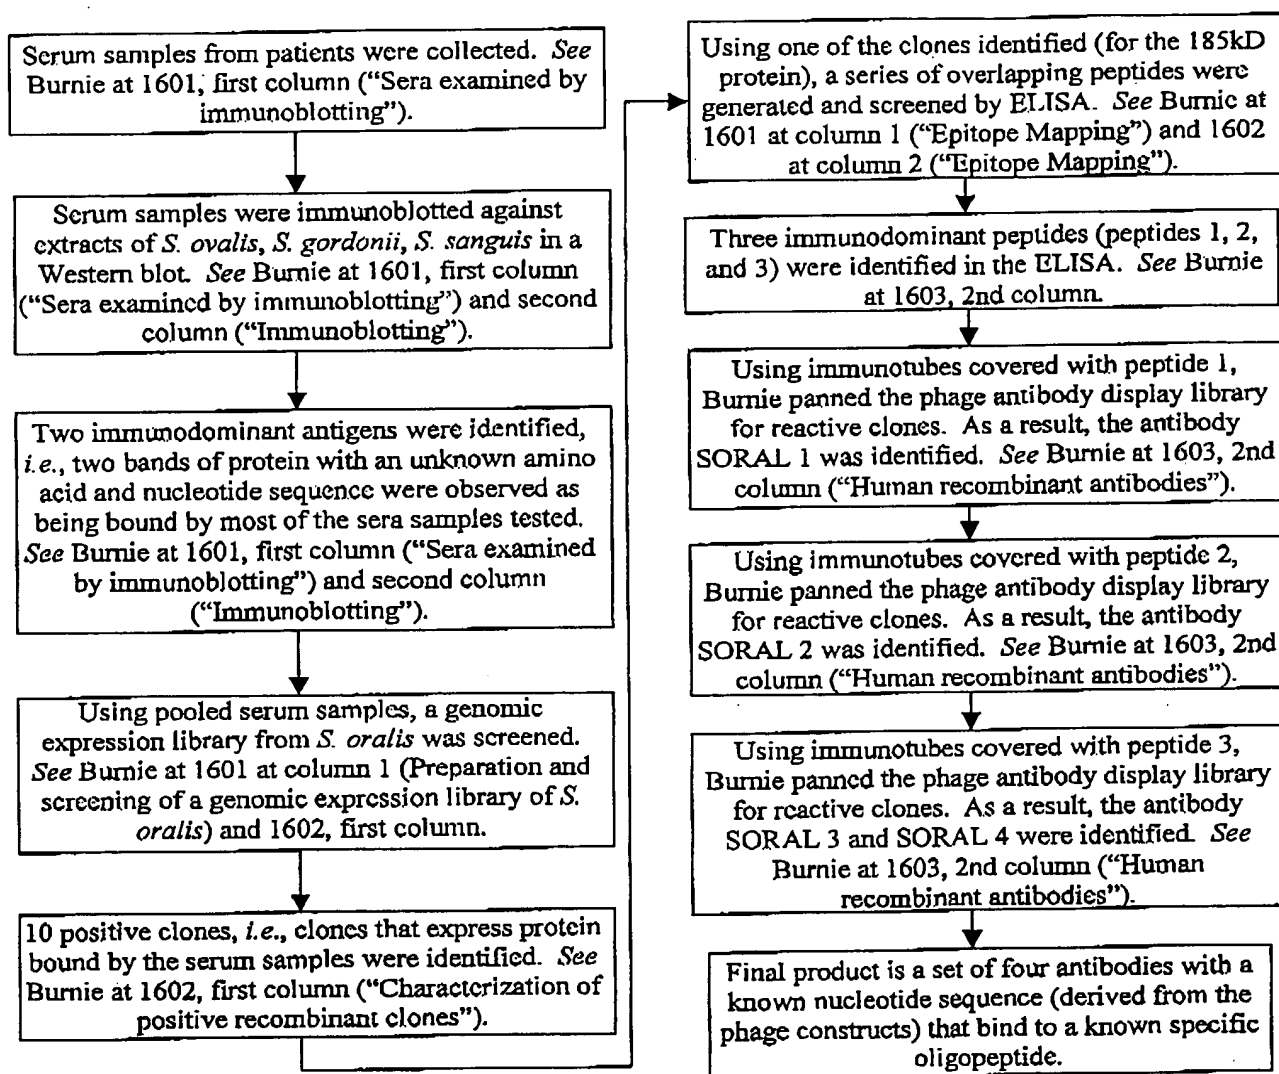 Serum samples from patients were collected. See
Burnie at 1601, first column ("Sera examined by
immunoblotting").
Serum samples were immunoblotted against
extracts of S. ovalis, S. gordonii, S. sanguis in a
Western blot. See Burnie at 1601, first column
("Sera examined by immunoblotting") and second
column ("Immunoblotting").
Two immunodominant antigens were identified,
i.e., two bands of protein with an unknown amino
acid and nucleotide sequence were observed as
being bound by most of the sera samples tested.
See Burnie at 1601, first column ("Sera examined
by immunoblotting") and second column
("Immunoblotting").
Using pooled serum samples, a genomic
expression library from S. oralis was screened.
See Burnie at 1601 at column 1 (Preparation and
screening of a genomic expression library of S.
oralis) and 1602, first column.
10 positive clones, i.e., clones that express protein
bound by the serum samples were identified. See
Burnie at 1602, first column ("Characterization of
positive recombinant clones").
Using one of the clones identified (for the 185kD
protein), a series of overlapping peptides were
generated and screened by ELISA. See Burnie at
1601 at column 1 ("Epitope Mapping") and 1602
at column 2 ("Epitope Mapping").
Three immunodominant peptides (peptides 1, 2,
and 3) were identified in the ELISA. See Burnie
at 1603, 2nd column.
Using immunotubes covered with peptide 1,
Burnie panned the phage antibody display library
for reactive clones. As a result, the antibody
SORAL 1 was identified. See Burnie at 1603, 2nd
column ("Human recombinant antibodies").
Using immunotubes covered with peptide 2,
Burnie panned the phage antibody display library
for reactive clones. As a result, the antibody
SORAL 2 was identified. See Burnie at 1603, 2nd
column ("Human recombinant antibodies").
Using immunotubes covered with peptide 3,
Burnie panned the phage antibody display library
for reactive clones. As a result, the antibody
SORAL 3 and SORAL 4 were identified. See
Burnie at 1603, 2nd column ("Human
recombinant antibodies").
Final product is a set of four antibodies with a
known nucleotide sequence (derived from the
phage constructs) that bind to a known specific
oligopeptide.